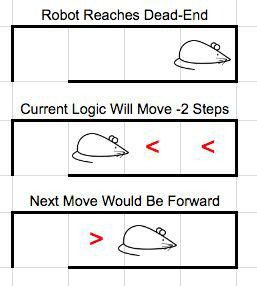 Robot Reaches Dead-End
Current Logic Will Move -2 Steps
< <
Next Move Would Be Forward
>